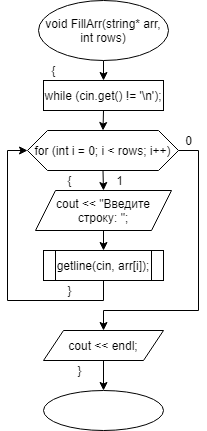 void FillArr(string* arr,
int rows)
{
while (cin.get() != '\n');
for (int i = 0; i < rows; i++)
0
{
1
cout << "Введите
строку: ";
getline(cin, arr[i]);
}
cout << endl;
}